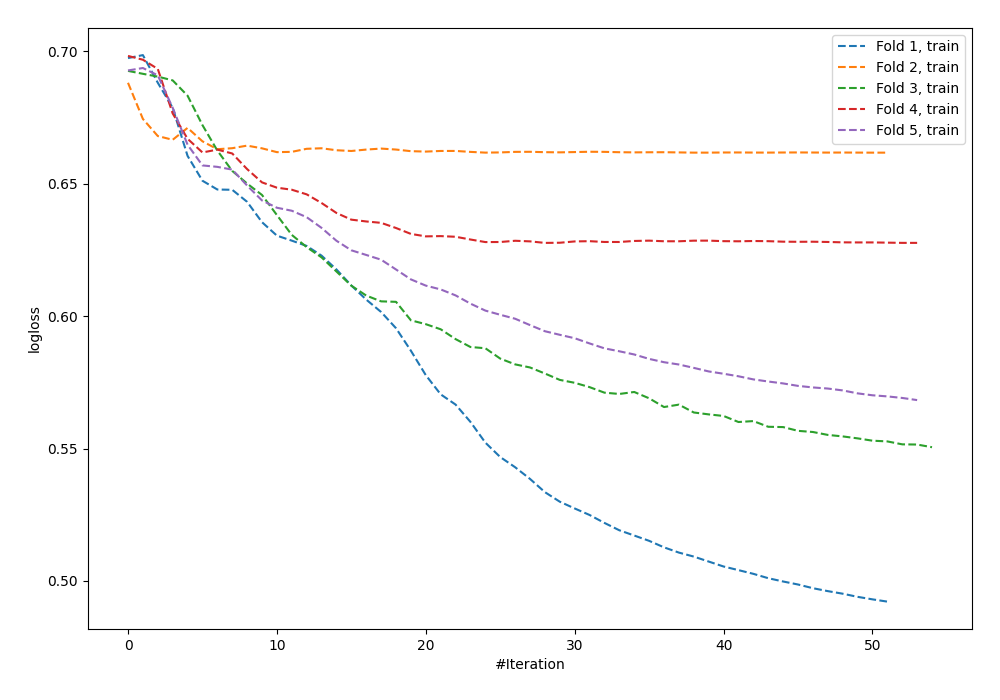 Fold 1, train
Fold 2, train
Fold 3, train
Fold 4, train
Fold 5, train
0.70
0.65
0.60
0.55
0.50
logloss
0 10 20 30 40 50
#Iteration